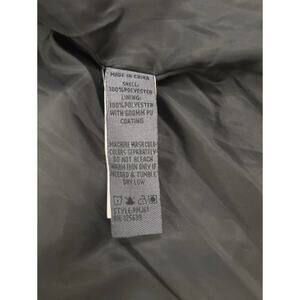 MADE IN CHINA
SHELL:
100%POLYESTER
LINING:
100%POLYESTER
WITH 600MM PU
COATING
MACHINE WASH COLD
COLORS SEPARATELY
DO NOT BLEACH
WARM IRON ONLY IF
NEEDED & TUMBLE
DRY LOW